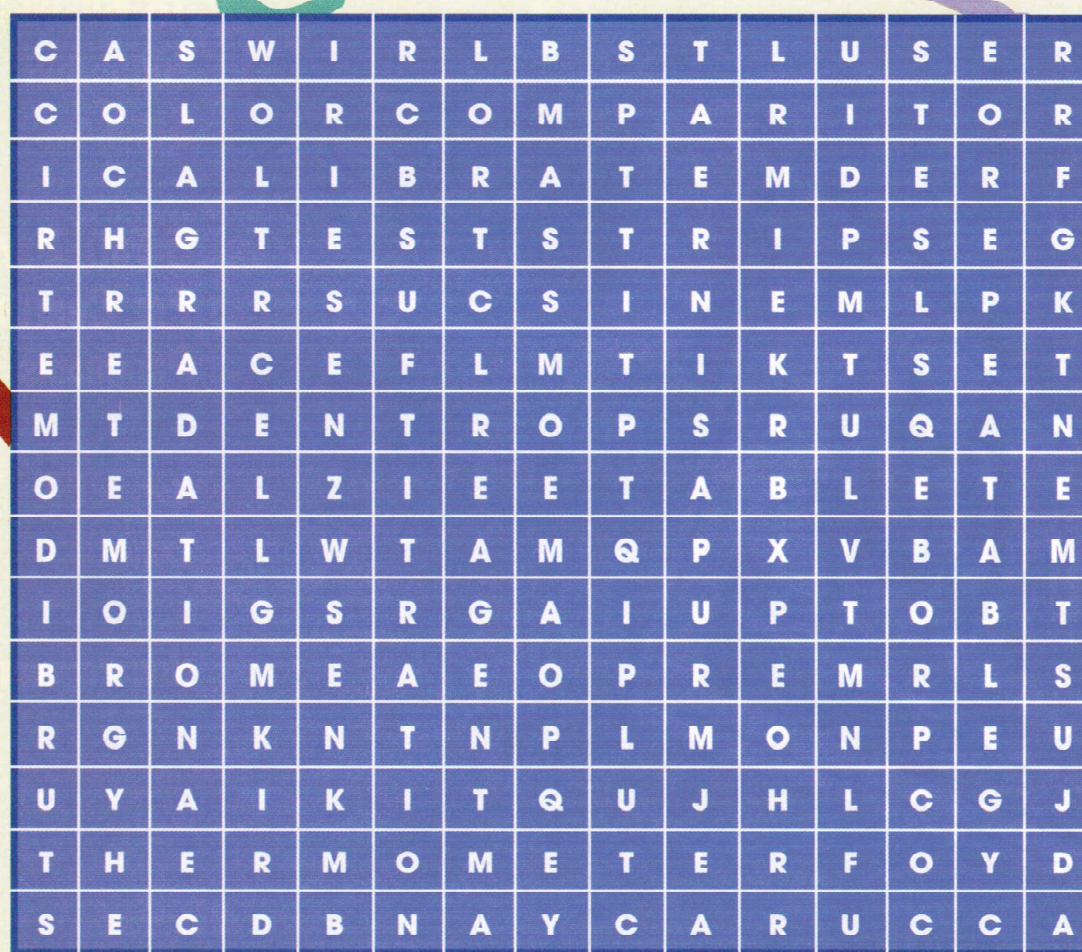 C A S W I R L B S T L U S E R
C O L O R C O M P A R I T O R
I C A L I B R A T E M D E R F
R H G T E S T S T R I P S E G
T R R R S U C S I N E M L P K
E E A C E F L M T I K T S E T
M T D E N T R O P S R U Q A N
O E A L Z I E E T A B L E T E
D M T L W T A M Q P X V B A M
I O I G S R G A I U P T O B T
B R O M E A E O P R E M R L S
R G N K N T N P L M O N P E U
U Y A I K I T Q U J H L C G J
T H E R M O M E T E R F O Y D
S E C D B N A Y C A R U C C A